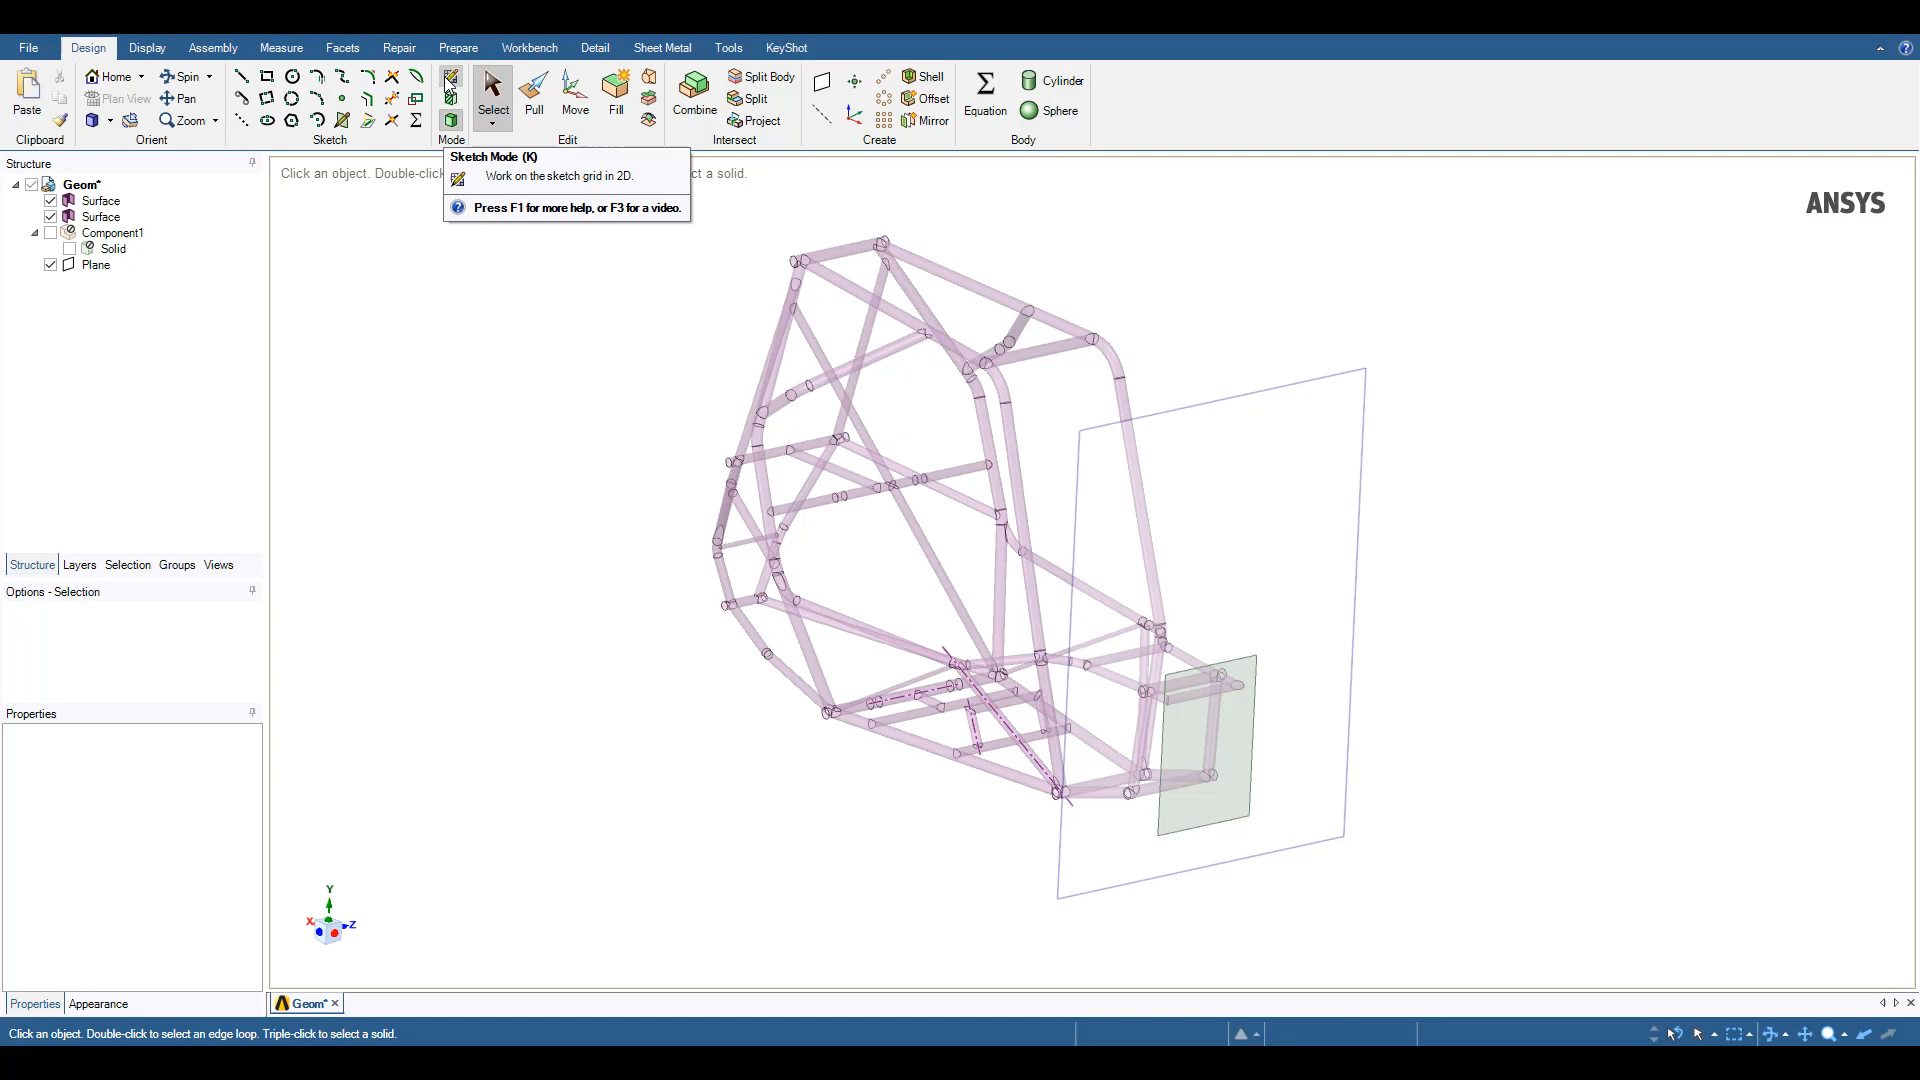 File Design Display Assembly Measure Facets Repair Prepare Workbench Detail Sheet Metal Tools KeyShot
Home Spin Shell Split Body Cylinder
Paste Plan View Pan Select Pull Move Fill Combine Split Offset Equation
Zoom Project Mirror Sphere
Clipboard Orient Sketch Mode Edit Intersect Create Body
Structure
Sketch Mode (K)
Work on the sketch grid in 2D.
Press F1 for more help, or F3 for a video.
Click an object. Double-click
ct a solid.
ANSYS
Geom*
Surface
Surface
Component1
Solid
Plane
Structure Layers Selection Groups Views
Options - Selection
Properties
Y
X
Z
Properties Appearance
Geom*
Click an object. Double-click to select an edge loop. Triple-click to select a solid.